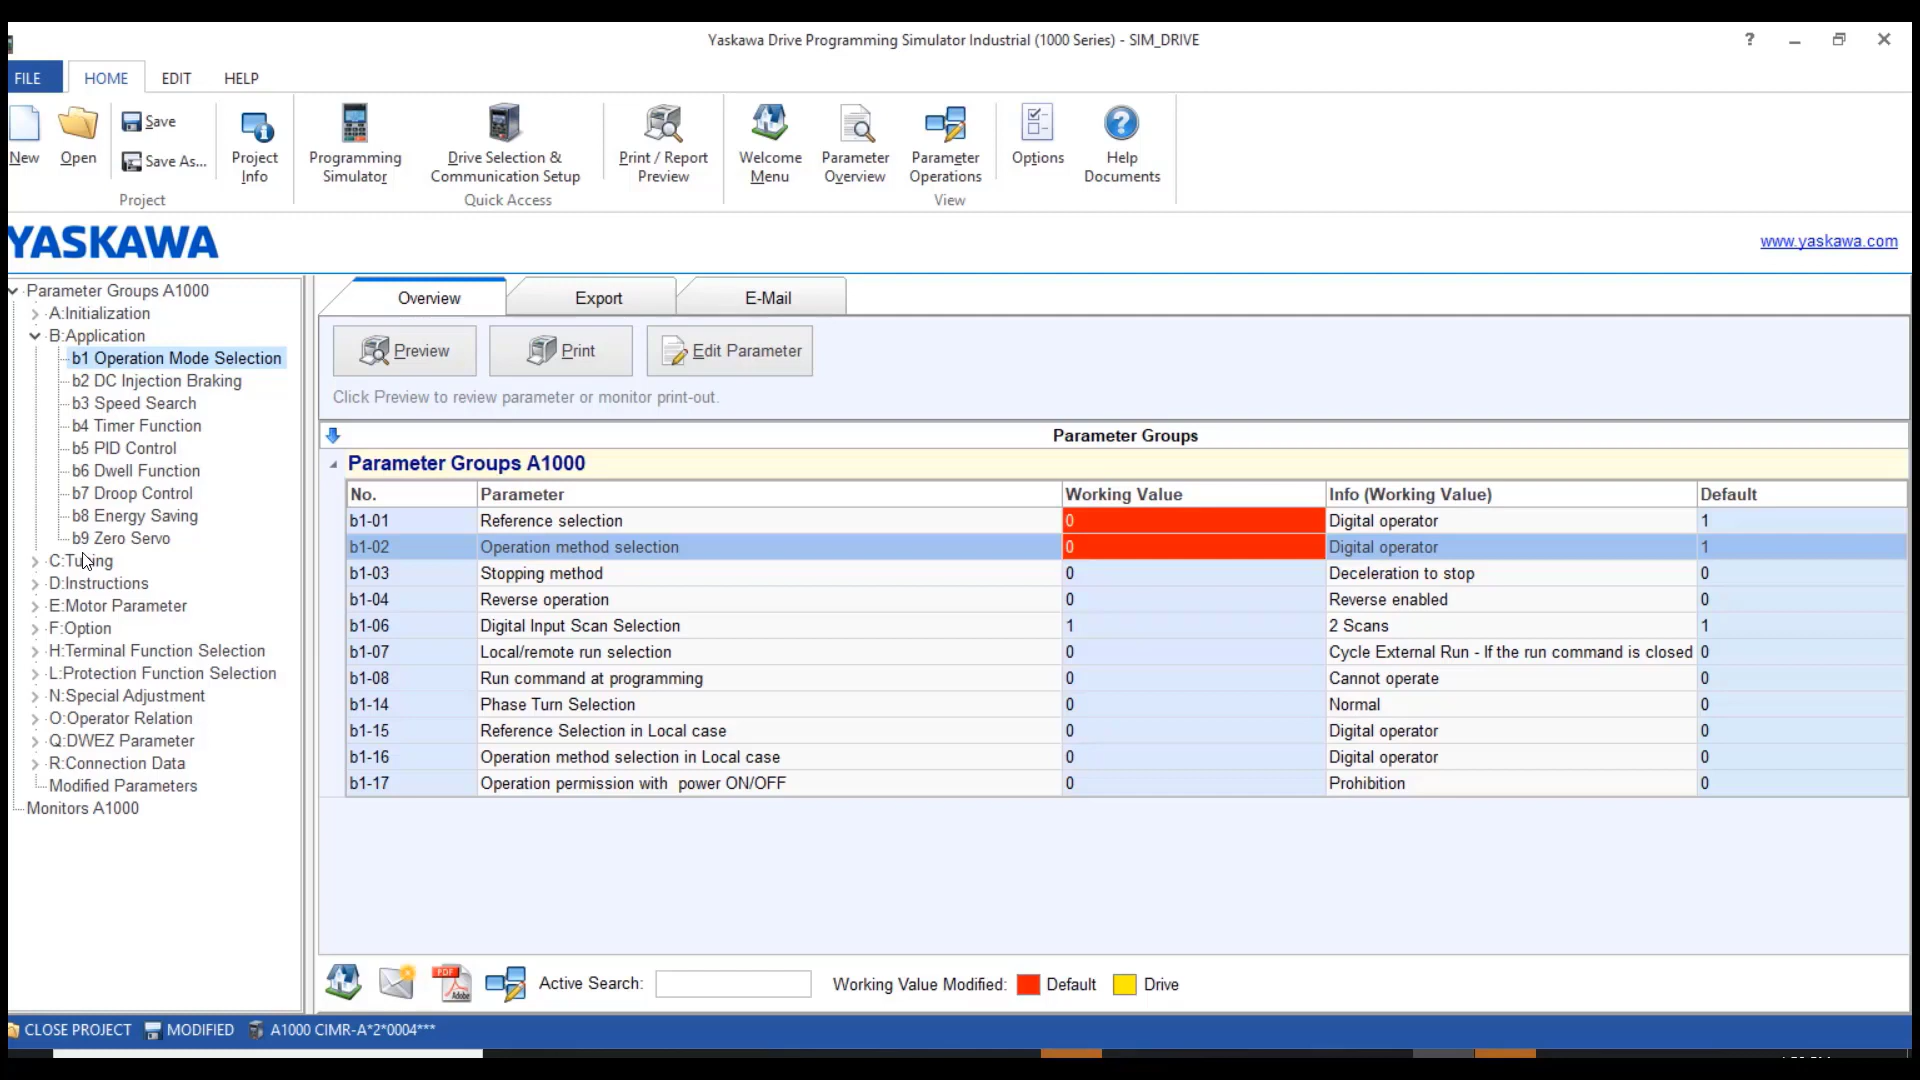 Yaskawa Drive Programming Simulator Industrial (1000 Series) - SIM_DRIVE
?
FILE HOME EDIT HELP
New
Open
Save
Save As...
Project
Info
Project
Programming
Simulator
Drive Selection &
Communication Setup
Quick Access
Print / Report
Preview
Welcome
Menu
Parameter
Overview
Parameter
Operations
View
Options
Help
Documents
YASKAWA
www.yaskawa.com
Parameter Groups A1000
A:Initialization
B:Application
b1 Operation Mode Selection
b2 DC Injection Braking
b3 Speed Search
b4 Timer Function
b5 PID Control
b6 Dwell Function
b7 Droop Control
b8 Energy Saving
b9 Zero Servo
C:Tuning
D:Instructions
E:Motor Parameter
F:Option
H:Terminal Function Selection
L:Protection Function Selection
N:Special Adjustment
O:Operator Relation
Q:DWEZ Parameter
R:Connection Data
Modified Parameters
Monitors A1000
Overview Export E-Mail
Preview Print Edit Parameter
Click Preview to review parameter or monitor print-out.
Parameter Groups
Parameter Groups A1000
No. Parameter Working Value Info (Working Value) Default
b1-01 Reference selection 0 Digital operator 1
b1-02 Operation method selection 0 Digital operator 1
b1-03 Stopping method 0 Deceleration to stop 0
b1-04 Reverse operation 0 Reverse enabled 0
b1-06 Digital Input Scan Selection 1 2 Scans 1
b1-07 Local/remote run selection 0 Cycle External Run - If the run command is closed 0
b1-08 Run command at programming 0 Cannot operate 0
b1-14 Phase Turn Selection 0 Normal 0
b1-15 Reference Selection in Local case 0 Digital operator 0
b1-16 Operation method selection in Local case 0 Digital operator 0
b1-17 Operation permission with power ON/OFF 0 Prohibition 0
PDF
Adobe
Active Search: Working Value Modified: Default Drive
CLOSE PROJECT MODIFIED A1000 CIMR-A*2*0004***